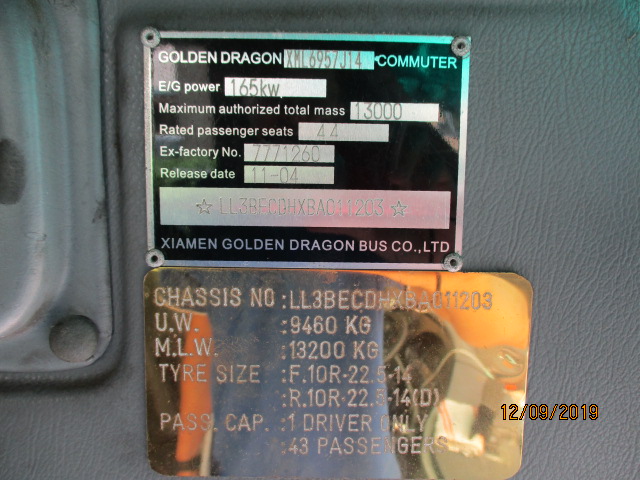 GOLDEN DRAGON XML6957J14 COMMUTER
E/G power 165kw
Maximum authorized total mass 13000
Rated passenger seats 44
Ex-factory No. 7771260
Release date 11-04
☆ LL3BECDHXBA011203 ☆
XIAMEN GOLDEN DRAGON BUS CO.,LTD
CHASSIS NO :LL3BECDHXBA011203
U.W. :9460 KG
M.L.W. :13200 KG
TYRE SIZE :F.10R-22.5-14
:R.10R-22.5-14(D)
PASS. CAP. :1 DRIVER ONLY
:43 PASSENGERS
12/09/2019